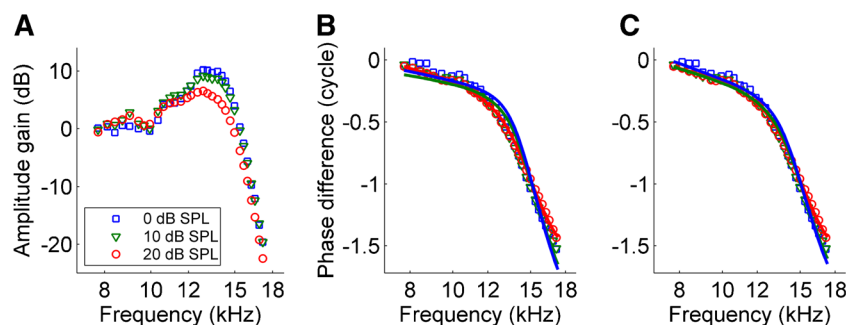 A
Amplitude gain (dB)
10
0
-10
-20
0 dB SPL
10 dB SPL
20 dB SPL
8 10 12 15 18
Frequency (kHz)
B
Phase difference (cycle)
0
-0.5
-1
-1.5
8 10 12 15 18
Frequency (kHz)
C
0
-0.5
-1
-1.5
8 10 12 15 18
Frequency (kHz)